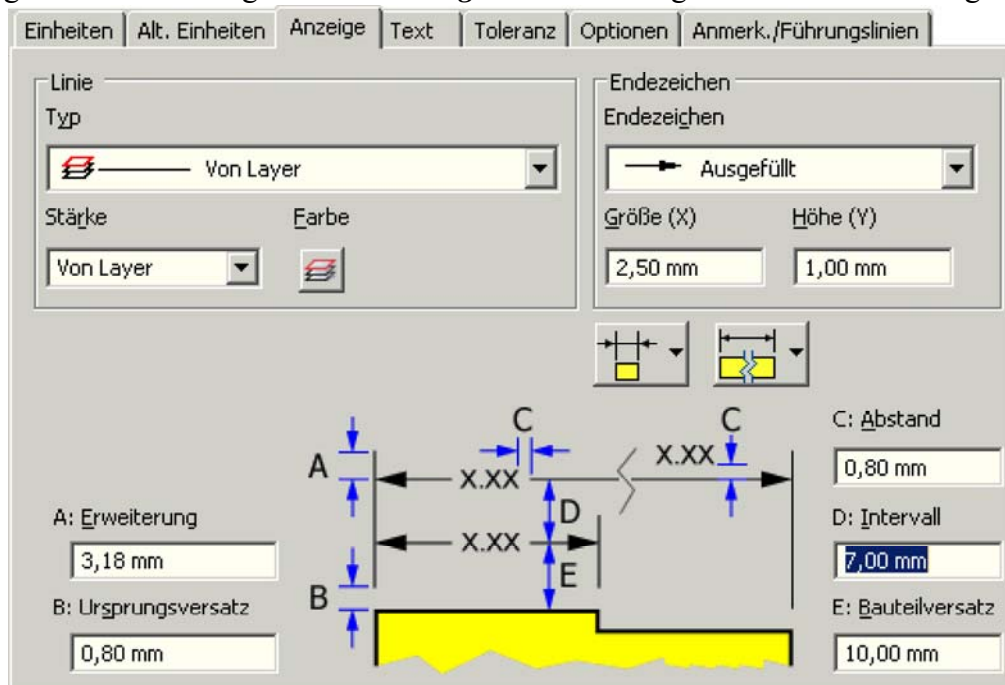 Einheiten Alt. Einheiten Anzeige Text Toleranz Optionen Anmerk./Führungslinien
Linie
Typ
Von Layer
Stärke Farbe
Von Layer
Endezeichen
Endezeichen
Ausgefüllt
Größe (X) Höhe (Y)
2,50 mm 1,00 mm
C C
A X.XX X.XX
D
X.XX
E
B
A: Erweiterung
3,18 mm
B: Ursprungsversatz
0,80 mm
C: Abstand
0,80 mm
D: Intervall
7,00 mm
E: Bauteilversatz
10,00 mm